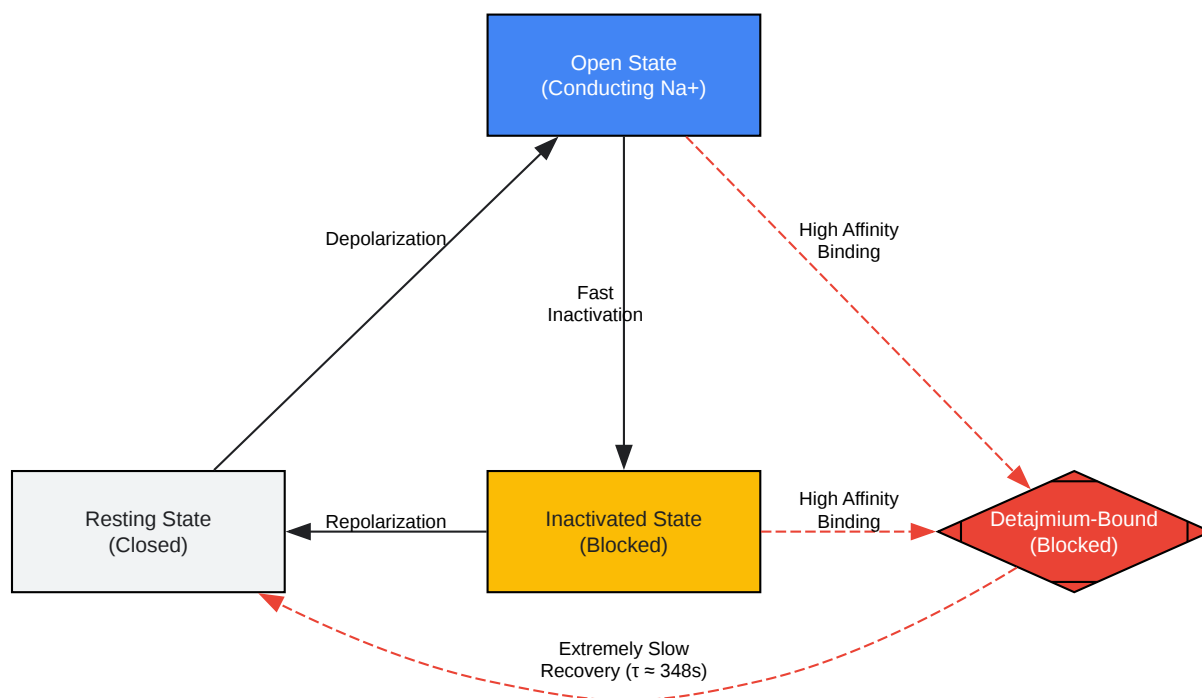 Open State
(Conducting Na+)
Depolarization
High Affinity
Binding
Fast
Inactivation
Resting State
(Closed)
Repolarization
Inactivated State
(Blocked)
High Affinity
Binding
Detajmium-Bound
(Blocked)
Extremely Slow
Recovery (τ ≈ 348s)